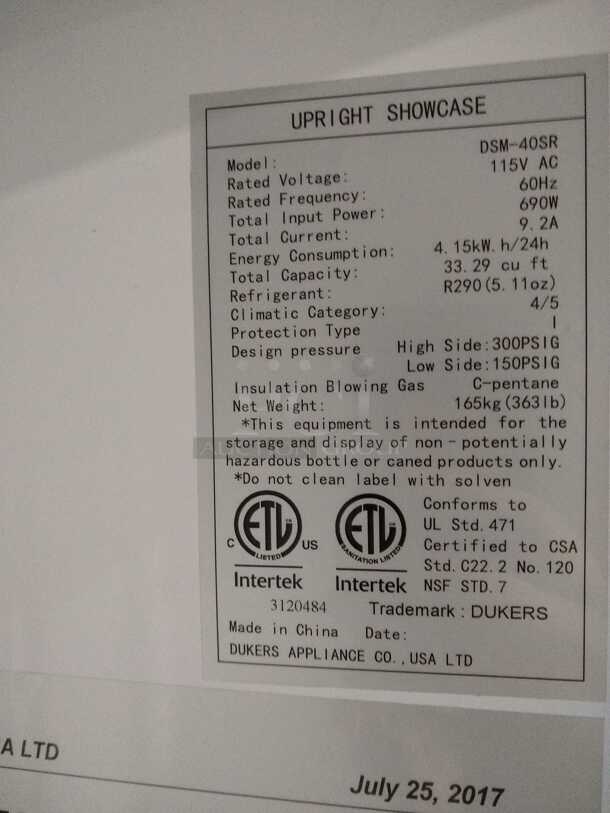 UPRIGHT SHOWCASE
Model: DSM-40SR
Rated Voltage: 115V AC
Rated Frequency: 60Hz
Total Input Power: 690W
Total Current: 9.2A
Energy Consumption: 4.15kW.h/24h
Total Capacity: 33.29 cu ft
Refrigerant: R290(5.11oz)
Climatic Category: 4/5
Protection Type I
Design pressure High Side:300PSIG
Low Side:150PSIG
Insulation Blowing Gas C-pentane
Net Weight: 165kg(363lb)
*This equipment is intended for the
storage and display of non-potentially
hazardous bottle or caned products only.
*Do not clean label with solven
C ETL LISTED US
ETL SANITATION LISTED
Intertek Intertek
3120484
Conforms to
UL Std.471
Certified to CSA
Std.C22.2 No.120
NSF STD.7
Trademark : DUKERS
Made in China Date:
DUKERS APPLIANCE CO.,USA LTD
A LTD
July 25, 2017